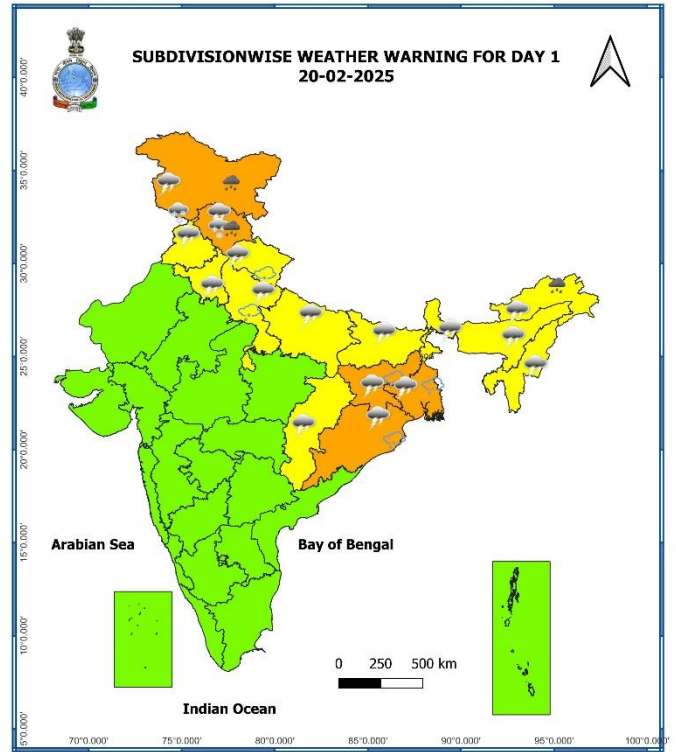 SUBDIVISIONWISE WEATHER WARNING FOR DAY 1
20-02-2025
40°0.000'
35°0.000'
30°0.000'
25°0.000'
20°0.000'
15°0.000'
10°0.000'
5°0.000'
Arabian Sea
Bay of Bengal
0 250 500 km
Indian Ocean
70°0.000' 75°0.000' 80°0.000' 85°0.000' 90°0.000' 95°0.000' 100°0.000'